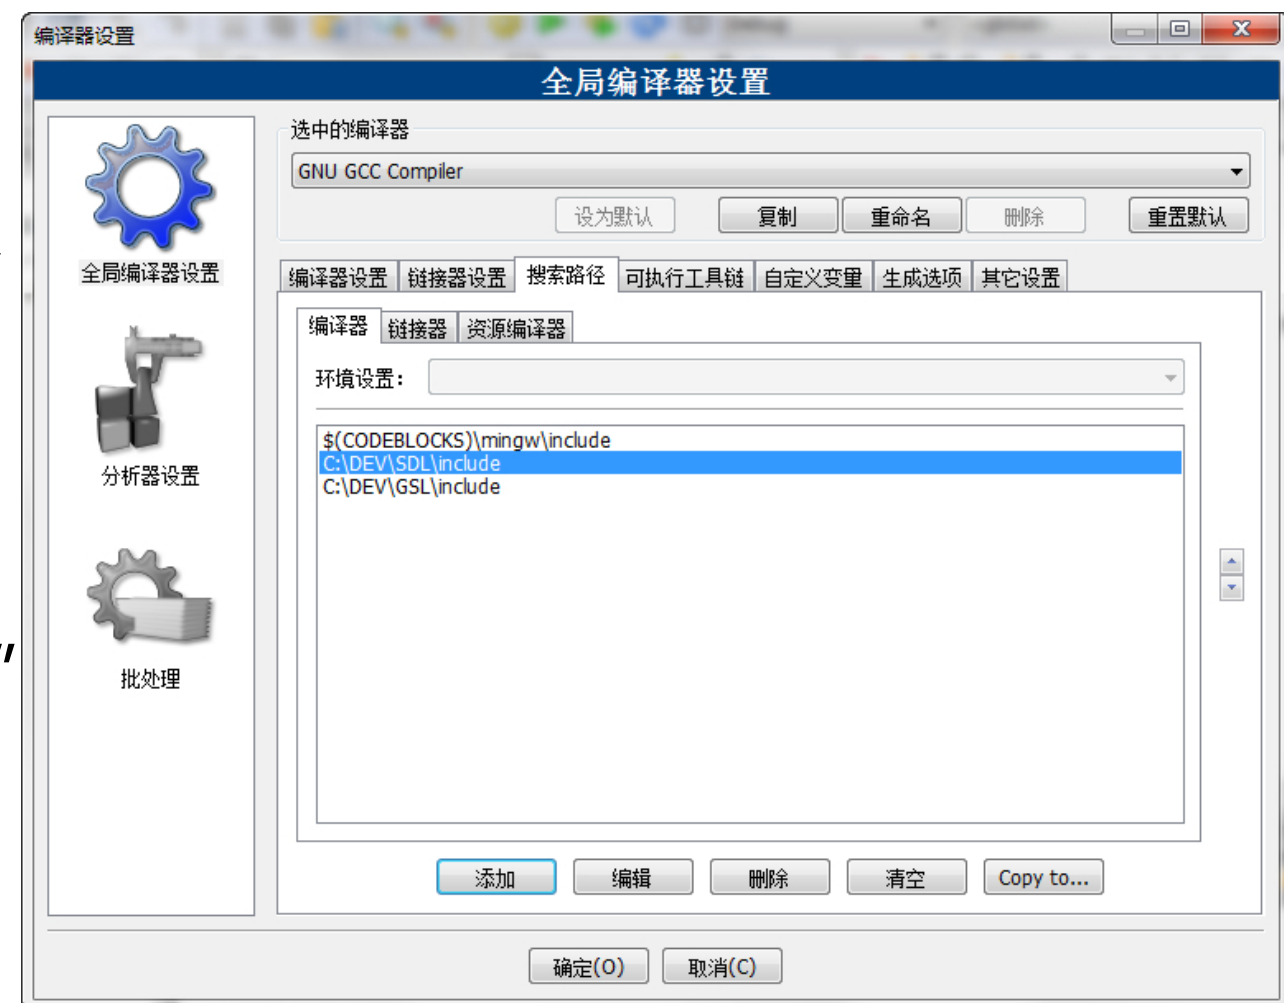 编译器设置
全局编译器设置
选中的编译器
GNU GCC Compiler
设为默认 复制 重命名 删除 重置默认
全局编译器设置
编译器设置 链接器设置 搜索路径 可执行工具链 自定义变量 生成选项 其它设置
编译器 链接器 资源编译器
环境设置：
$(CODEBLOCKS)\mingw\include
C:\DEV\SDL\include
C:\DEV\GSL\include
分析器设置
批处理
添加 编辑 删除 清空 Copy to...
确定(O) 取消(C)